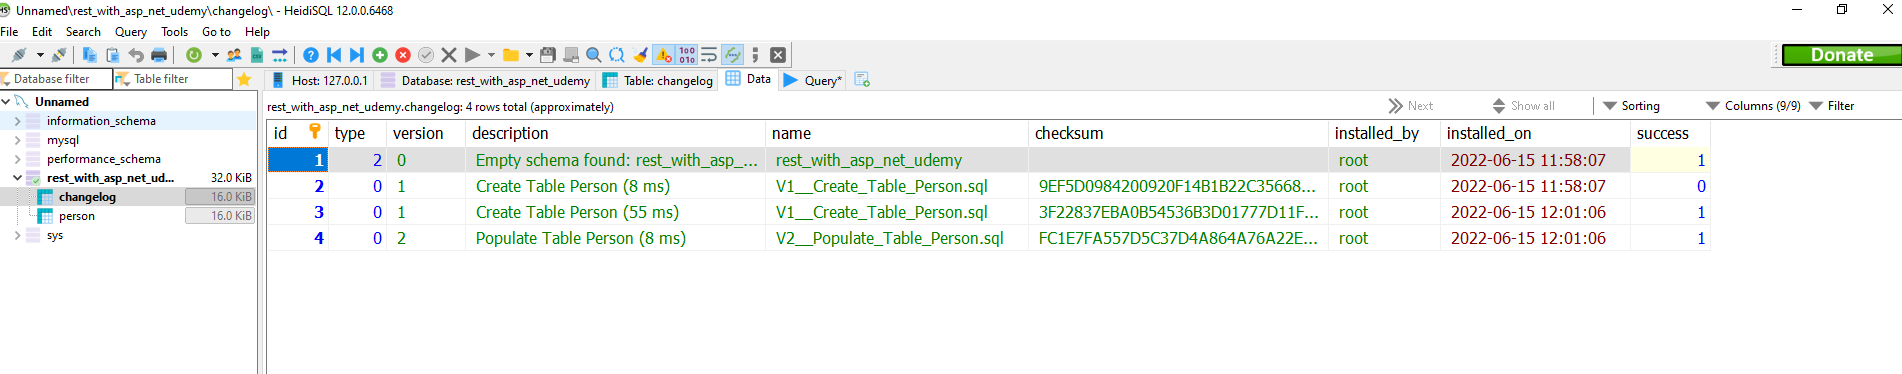 Unnamed\rest_with_asp_net_udemy\changelog\ - HeidiSQL 12.0.0.6468
File Edit Search Query Tools Go to Help
Donate
Database filter Table filter Host: 127.0.0.1 Database: rest_with_asp_net_udemy Table: changelog Data Query*
Unnamed
information_schema
mysql
performance_schema
rest_with_asp_net_ud... 32.0 KiB
changelog 16.0 KiB
person 16.0 KiB
sys
rest_with_asp_net_udemy.changelog: 4 rows total (approximately) Next Show all Sorting Columns (9/9) Filter
id type version description name checksum installed_by installed_on success
1 2 0 Empty schema found: rest_with_asp_... rest_with_asp_net_udemy root 2022-06-15 11:58:07 1
2 0 1 Create Table Person (8 ms) V1__Create_Table_Person.sql 9EF5D0984200920F14B1B22C35668... root 2022-06-15 11:58:07 0
3 0 1 Create Table Person (55 ms) V1__Create_Table_Person.sql 3F22837EBA0B54536B3D01777D11F... root 2022-06-15 12:01:06 1
4 0 2 Populate Table Person (8 ms) V2__Populate_Table_Person.sql FC1E7FA557D5C37D4A864A76A22E... root 2022-06-15 12:01:06 1